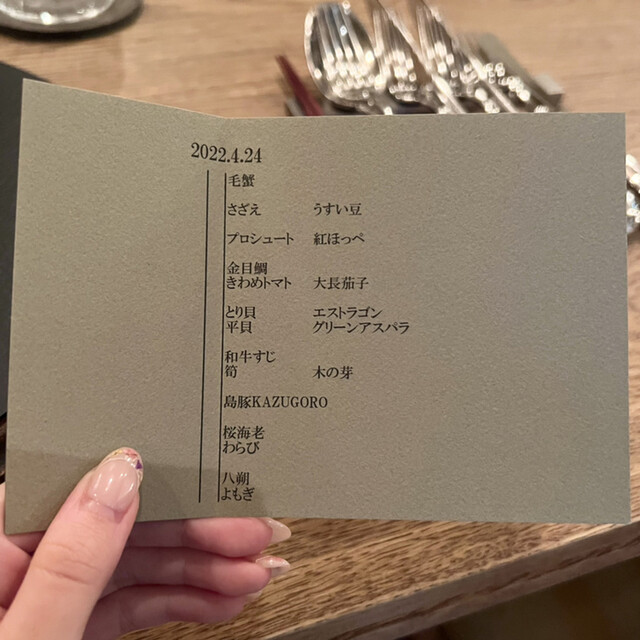 2022.4.24
毛蟹
さざえ うすい豆
プロシュート 紅ほっぺ
金目鯛
きわめトマト 大長茄子
とり貝 エストラゴン
平貝 グリーンアスパラ
和牛すじ
筍 木の芽
島豚KAZUGORO
桜海老
わらび
八朔
よもぎ